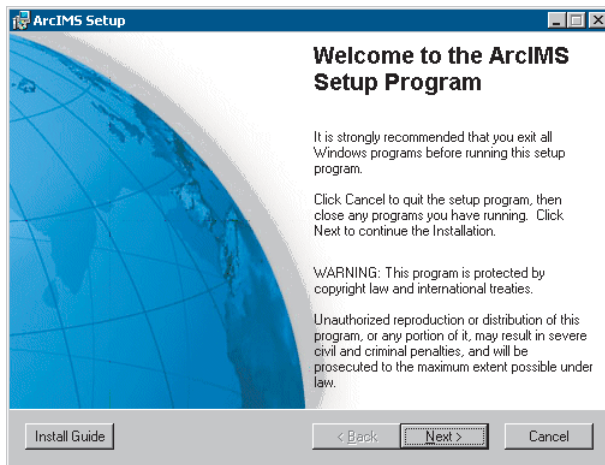 ArcIMS Setup
Welcome to the ArcIMS
Setup Program
It is strongly recommended that you exit all
Windows programs before running this setup
program.
Click Cancel to quit the setup program, then
close any programs you have running. Click
Next to continue the Installation.
WARNING: This program is protected by
copyright law and international treaties.
Unauthorized reproduction or distribution of this
program, or any portion of it, may result in severe
civil and criminal penalties, and will be
prosecuted to the maximum extent possible under
law.
Install Guide < Back Next > Cancel